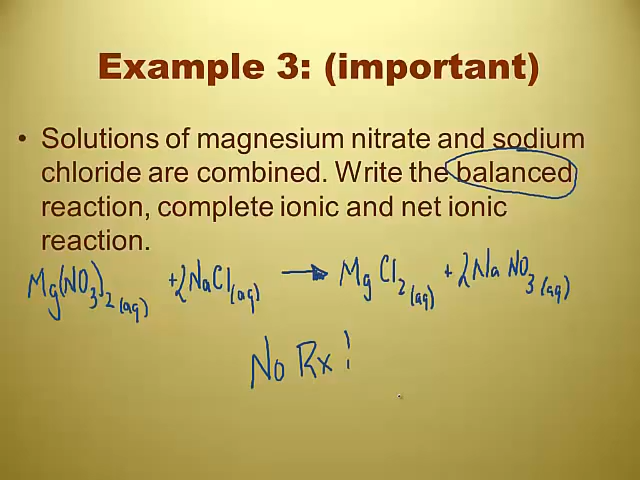 Example 3: (important)
• Solutions of magnesium nitrate and sodium
chloride are combined. Write the balanced
reaction, complete ionic and net ionic
reaction.
Mg(NO3)2(aq) +2NaCl(aq) → MgCl2(aq) +2NaNO3(aq)
No Rx!